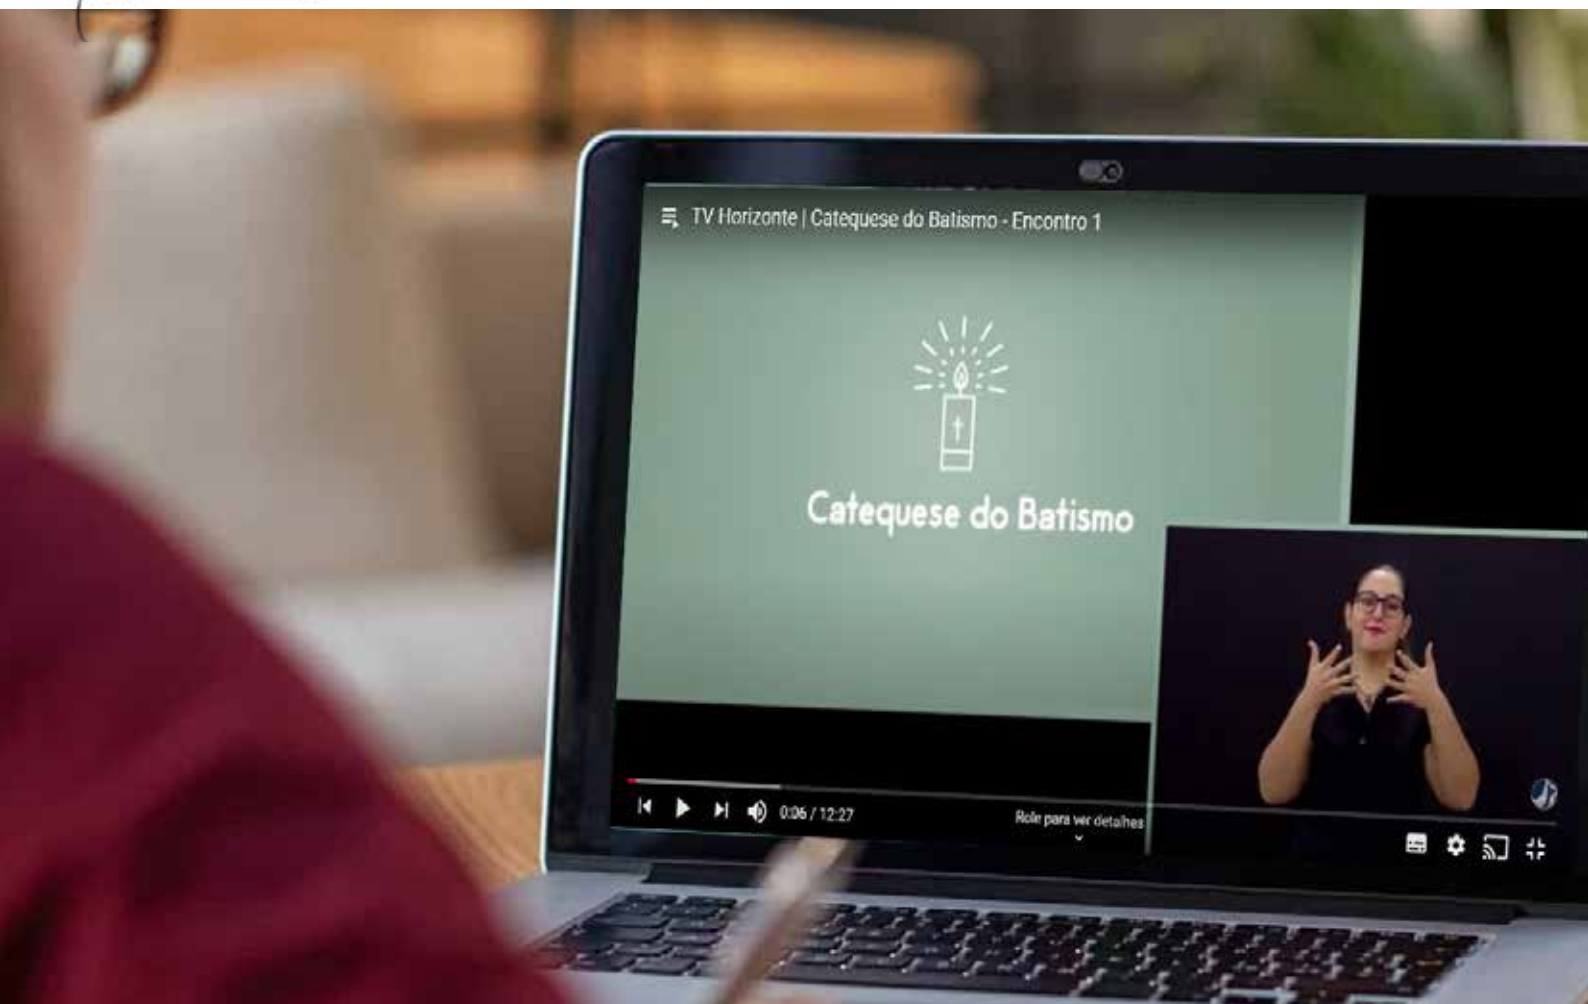 TV Horizonte | Catequese do Batismo - Encontro 1
Catequese do Batismo
0:06 / 12:27
Role para ver detalhes